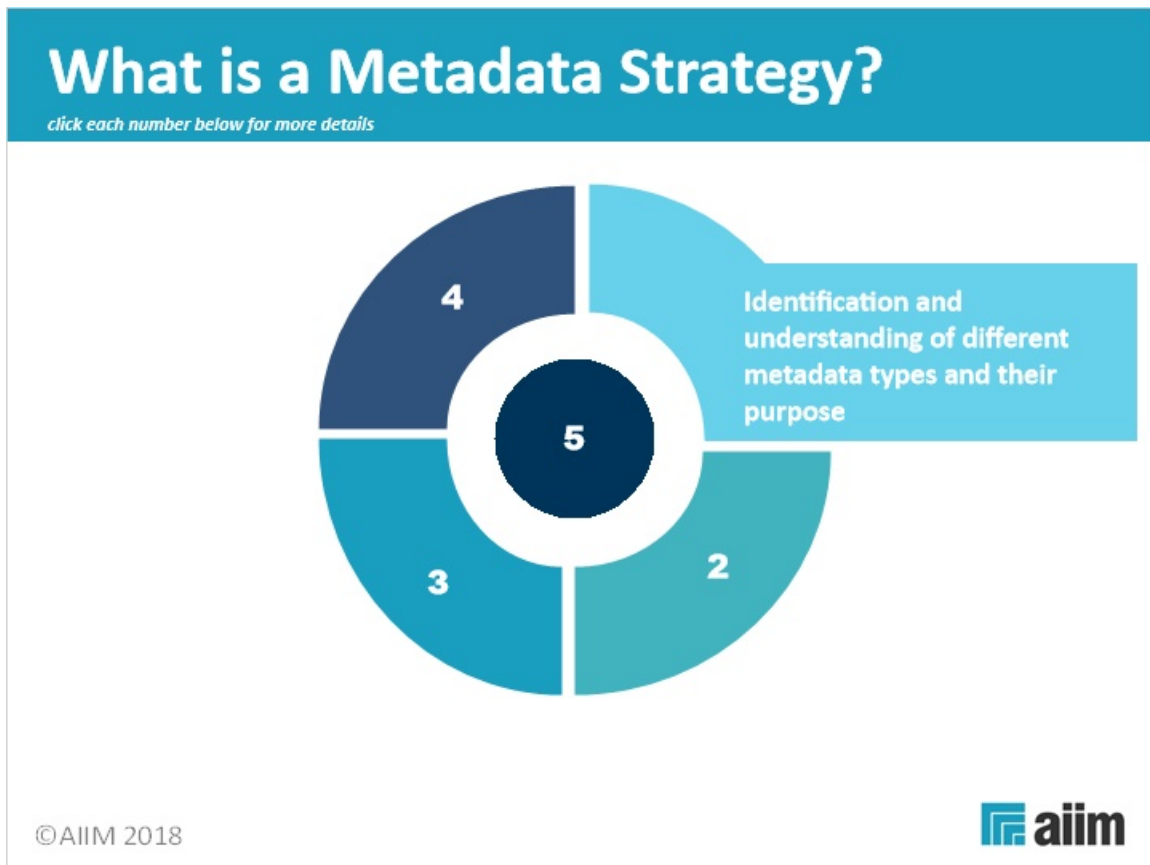 What is a Metadata Strategy?
click each number below for more details
4
Identification and
understanding of different
metadata types and their
purpose
5
3
2
©AIIM 2018
aiim